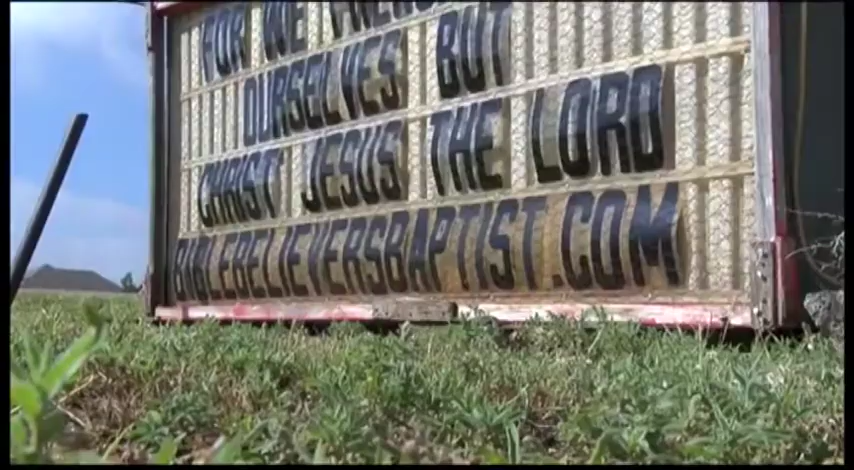 FOR WE
OURSELVES BUT
CHRIST JESUS THE LORD
BIBLEBELIEVERSBAPTIST.COM